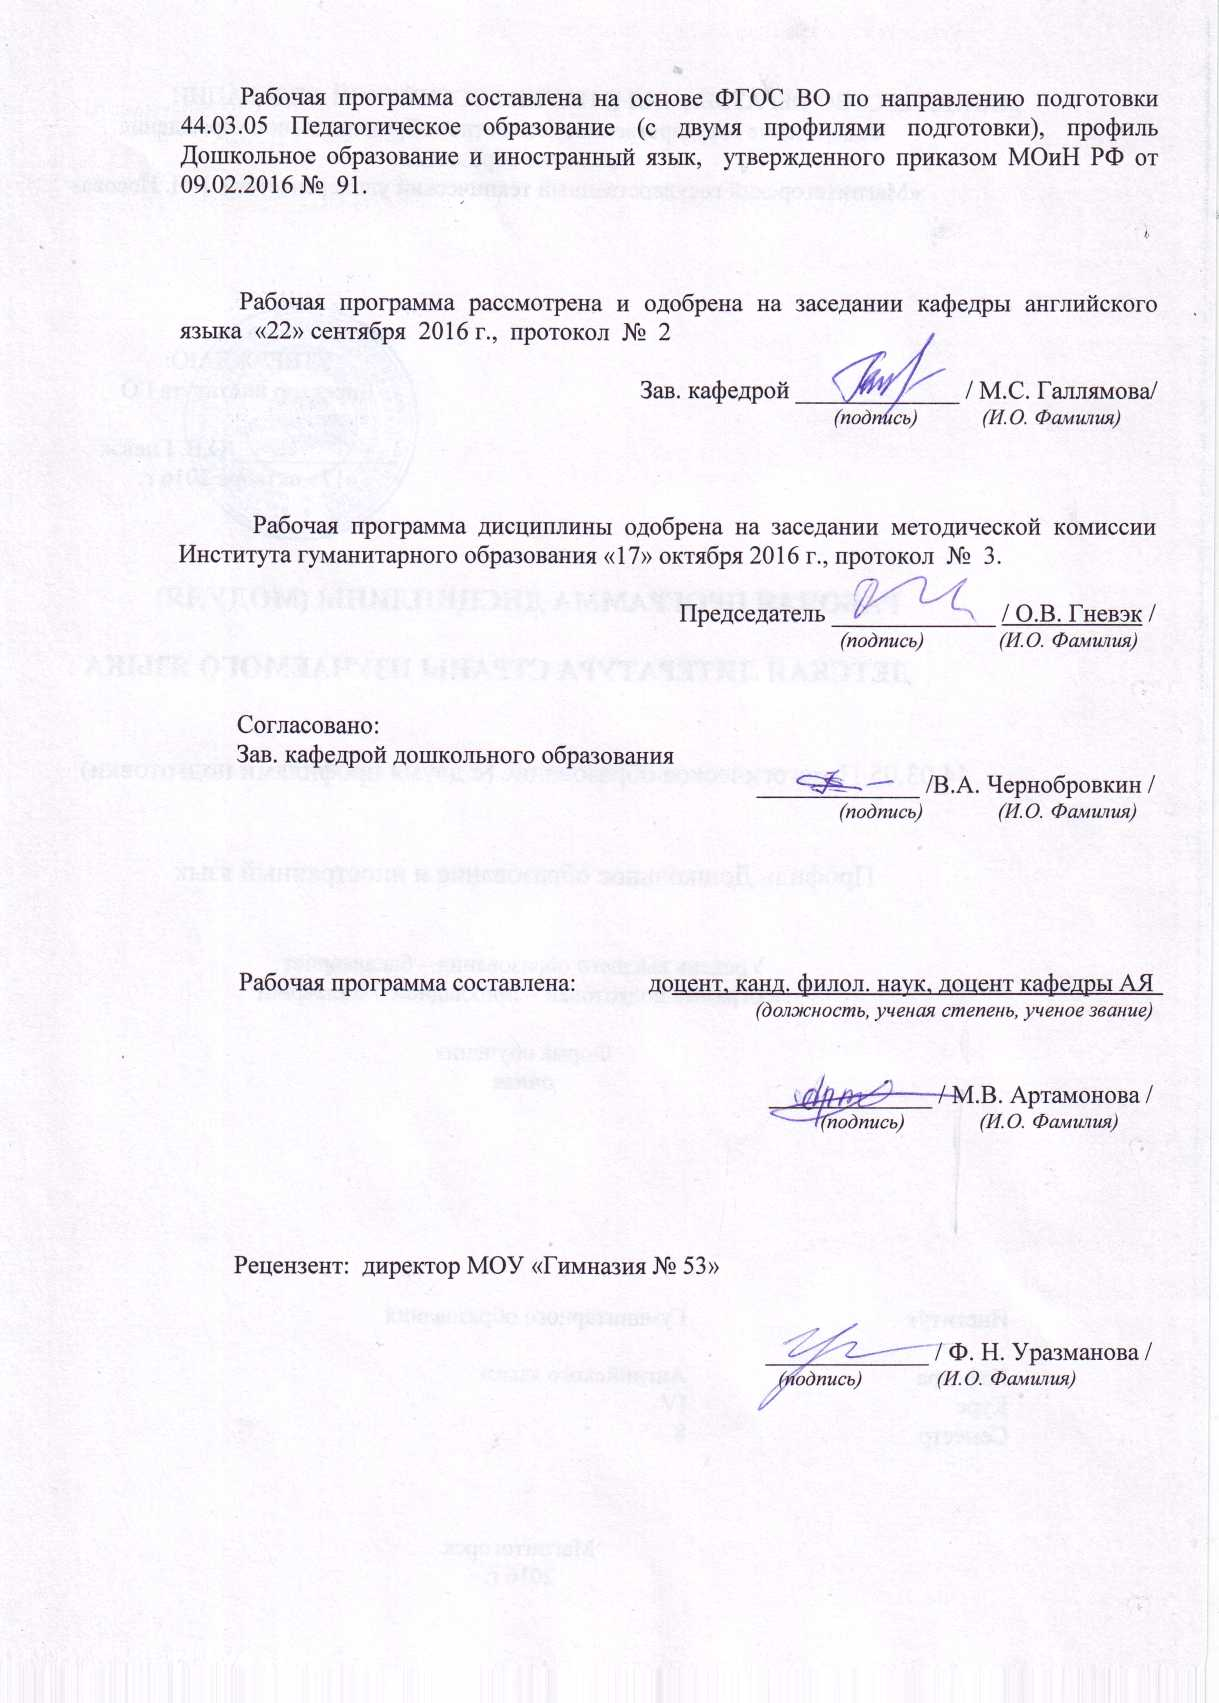 Рабочая программа составлена на основе ФГОС ВО по направлению подготовки
44.03.05 Педагогическое образование (с двумя профилями подготовки), профиль
Дошкольное образование и иностранный язык, утвержденного приказом МОиН РФ от
09.02.2016 № 91.
Рабочая программа рассмотрена и одобрена на заседании кафедры английского
языка «22» сентября 2016 г., протокол № 2
Зав. кафедрой _____________ / М.С. Галлямова/
(подпись) (И.О. Фамилия)
Рабочая программа дисциплины одобрена на заседании методической комиссии
Института гуманитарного образования «17» октября 2016 г., протокол № 3.
Председатель _____________ / О.В. Гневэк /
(подпись) (И.О. Фамилия)
Согласовано:
Зав. кафедрой дошкольного образования
_____________ /В.А. Чернобровкин /
(подпись) (И.О. Фамилия)
Рабочая программа составлена: доцент, канд. филол. наук, доцент кафедры АЯ
(должность, ученая степень, ученое звание)
_____________ / М.В. Артамонова /
(подпись) (И.О. Фамилия)
Рецензент: директор МОУ «Гимназия № 53»
_____________ / Ф. Н. Уразманова /
(подпись) (И.О. Фамилия)